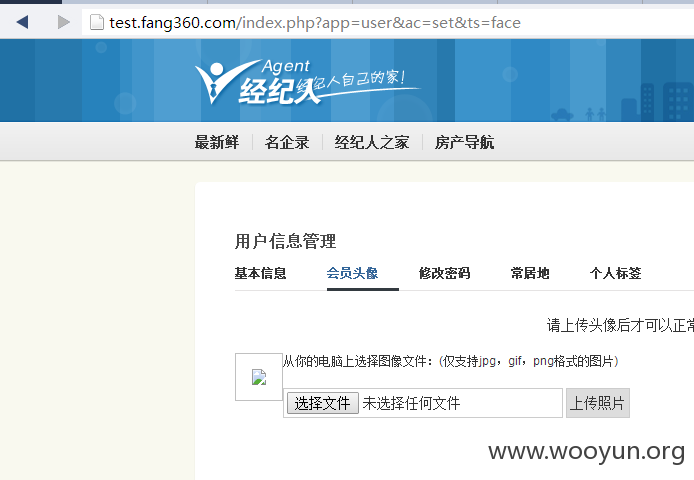 test.fang360.com/index.php?app=user&ac=set&ts=face
Agent
经纪人 经纪人自己的家!
最新鲜 名企录 经纪人之家 房产导航
用户信息管理
基本信息 会员头像 修改密码 常居地 个人标签
请上传头像后才可以正常
从你的电脑上选择图像文件：(仅支持jpg，gif，png格式的图片)
选择文件 未选择任何文件 上传照片
www.wooyun.org